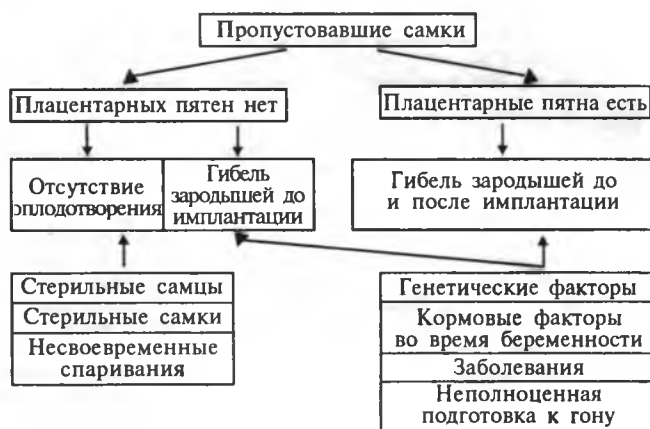 Пропустовавшие самки
Плацентарных пятен нет
Плацентарные пятна есть
Отсутствие
оплодотворения
Гибель
зародышей до
имплантации
Гибель зародышей до
и после имплантации
Стерильные самцы
Стерильные самки
Несвоевременные
спаривания
Генетические факторы
Кормовые факторы
во время беременности
Заболевания
Неполноценная
подготовка к гону